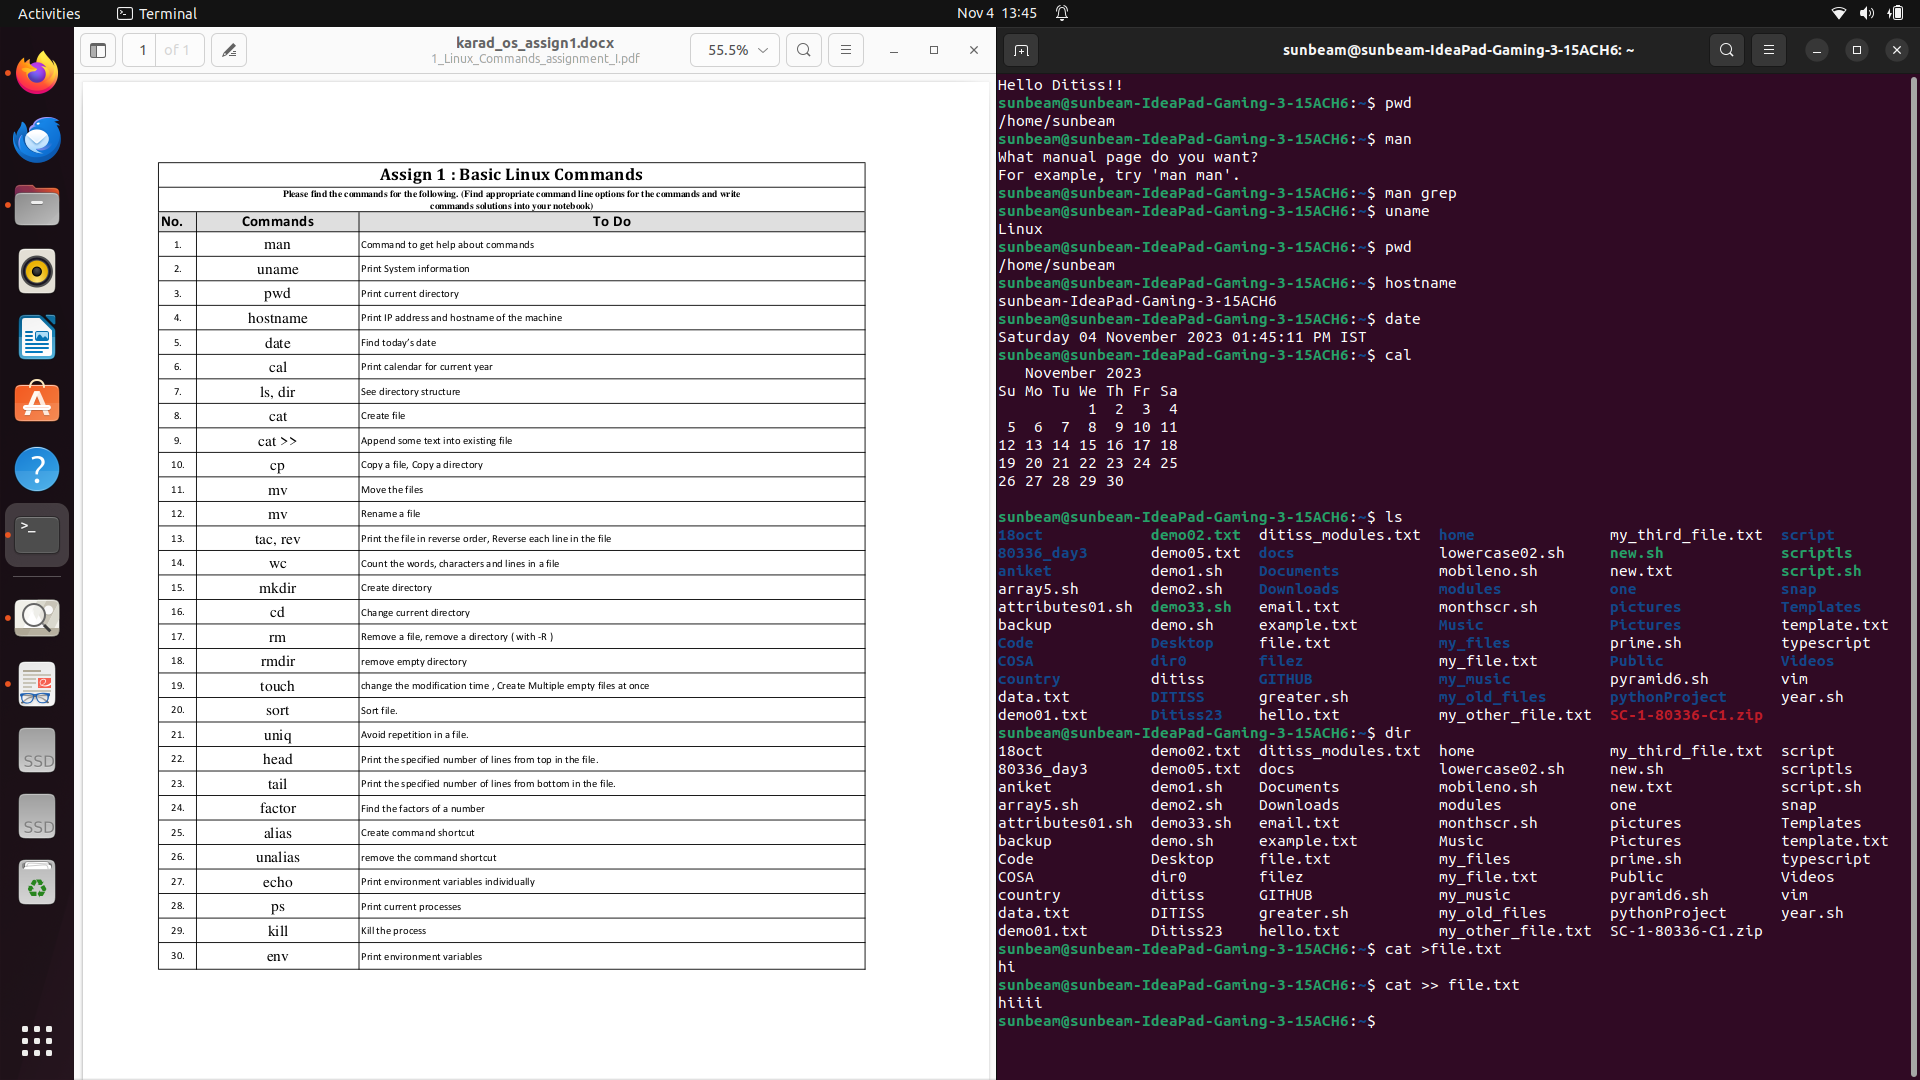 Activities
Terminal
Nov 4 13:45
1 of 1
karad_os_assign1.docx
1_Linux_Commands_assignment_I.pdf
55.5%
Assign 1 : Basic Linux Commands
Please find the commands for the following. (Find appropriate command line options for the commands and write
commands solutions into your notebook)
No. Commands To Do
1. man Command to get help about commands
2. uname Print System information
3. pwd Print current directory
4. hostname Print IP address and hostname of the machine
5. date Find today's date
6. cal Print calendar for current year
7. ls, dir See directory structure
8. cat Create file
9. cat >> Append some text into existing file
10. cp Copy a file, Copy a directory
11. mv Move the files
12. mv Rename a file
13. tac, rev Print the file in reverse order, Reverse each line in the file
14. wc Count the words, characters and lines in a file
15. mkdir Create directory
16. cd Change current directory
17. rm Remove a file, remove a directory ( with -R )
18. rmdir remove empty directory
19. touch change the modification time , Create Multiple empty files at once
20. sort Sort file.
21. uniq Avoid repetition in a file.
22. head Print the specified number of lines from top in the file.
23. tail Print the specified number of lines from bottom in the file.
24. factor Find the factors of a number
25. alias Create command shortcut
26. unalias remove the command shortcut
27. echo Print environment variables individually
28. ps Print current processes
29. kill Kill the process
30. env Print environment variables
SSD
SSD
sunbeam@sunbeam-IdeaPad-Gaming-3-15ACH6: ~
Hello Ditiss!!
sunbeam@sunbeam-IdeaPad-Gaming-3-15ACH6:~$ pwd
/home/sunbeam
sunbeam@sunbeam-IdeaPad-Gaming-3-15ACH6:~$ man
What manual page do you want?
For example, try 'man man'.
sunbeam@sunbeam-IdeaPad-Gaming-3-15ACH6:~$ man grep
sunbeam@sunbeam-IdeaPad-Gaming-3-15ACH6:~$ uname
Linux
sunbeam@sunbeam-IdeaPad-Gaming-3-15ACH6:~$ pwd
/home/sunbeam
sunbeam@sunbeam-IdeaPad-Gaming-3-15ACH6:~$ hostname
sunbeam-IdeaPad-Gaming-3-15ACH6
sunbeam@sunbeam-IdeaPad-Gaming-3-15ACH6:~$ date
Saturday 04 November 2023 01:45:11 PM IST
sunbeam@sunbeam-IdeaPad-Gaming-3-15ACH6:~$ cal
November 2023
Su Mo Tu We Th Fr Sa
1 2 3 4
5 6 7 8 9 10 11
12 13 14 15 16 17 18
19 20 21 22 23 24 25
26 27 28 29 30
sunbeam@sunbeam-IdeaPad-Gaming-3-15ACH6:~$ ls
18oct demo02.txt ditiss_modules.txt home my_third_file.txt script
80336_day3 demo05.txt docs lowercase02.sh new.sh scriptls
aniket demo1.sh Documents mobileno.sh new.txt script.sh
array5.sh demo2.sh Downloads modules one snap
attributes01.sh demo33.sh email.txt monthscr.sh pictures Templates
backup demo.sh example.txt Music Pictures template.txt
Code Desktop file.txt my_files prime.sh typescript
COSA dir0 filez my_file.txt Public Videos
country ditiss GITHUB my_music pyramid6.sh vim
data.txt DITISS greater.sh my_old_files pythonProject year.sh
demo01.txt Ditiss23 hello.txt my_other_file.txt SC-1-80336-C1.zip
sunbeam@sunbeam-IdeaPad-Gaming-3-15ACH6:~$ dir
18oct demo02.txt ditiss_modules.txt home my_third_file.txt script
80336_day3 demo05.txt docs lowercase02.sh new.sh scriptls
aniket demo1.sh Documents mobileno.sh new.txt script.sh
array5.sh demo2.sh Downloads modules one snap
attributes01.sh demo33.sh email.txt monthscr.sh pictures Templates
backup demo.sh example.txt Music Pictures template.txt
Code Desktop file.txt my_files prime.sh typescript
COSA dir0 filez my_file.txt Public Videos
country ditiss GITHUB my_music pyramid6.sh vim
data.txt DITISS greater.sh my_old_files pythonProject year.sh
demo01.txt Ditiss23 hello.txt my_other_file.txt SC-1-80336-C1.zip
sunbeam@sunbeam-IdeaPad-Gaming-3-15ACH6:~$ cat >file.txt
hi
sunbeam@sunbeam-IdeaPad-Gaming-3-15ACH6:~$ cat >> file.txt
hiiii
sunbeam@sunbeam-IdeaPad-Gaming-3-15ACH6:~$